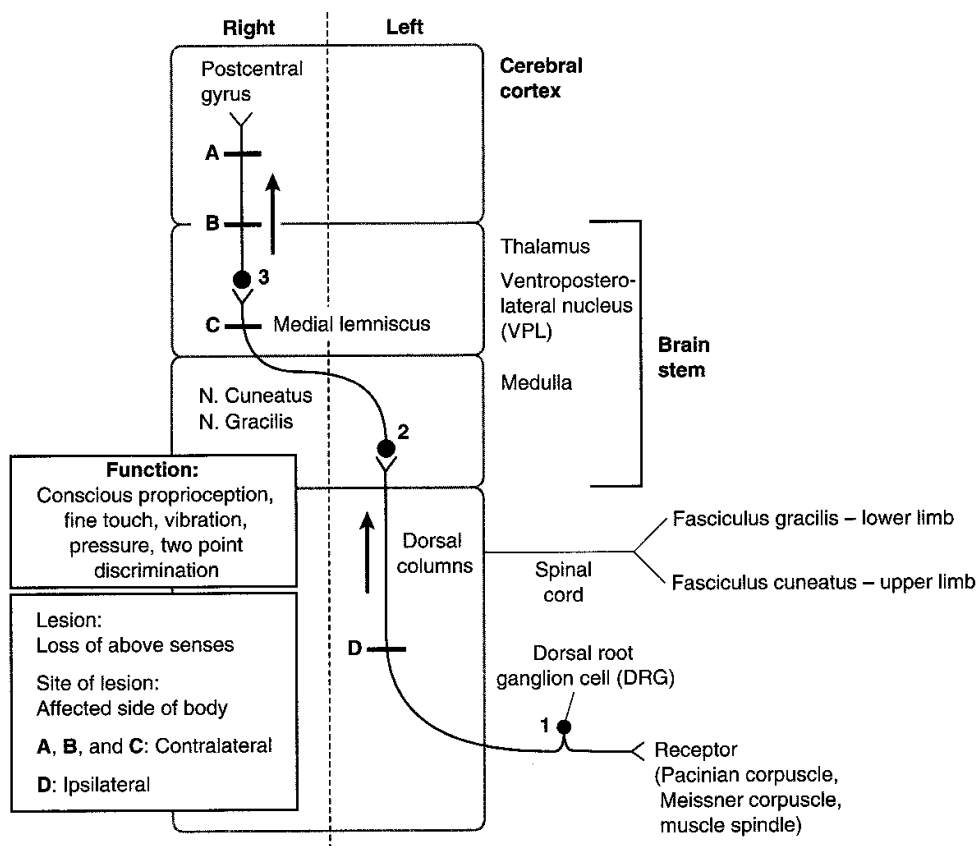 Right
Left
Postcentral
gyrus
Cerebral
cortex
A
B
3
C
Medial lemniscus
Thalamus
Ventropostero-
lateral nucleus
(VPL)
Brain
stem
Medulla
N. Cuneatus
N. Gracilis
2
Function:
Conscious proprioception,
fine touch, vibration,
pressure, two point
discrimination
Dorsal
columns
Spinal
cord
Fasciculus gracilis – lower limb
Fasciculus cuneatus – upper limb
Lesion:
Loss of above senses
Site of lesion:
Affected side of body
A, B, and C: Contralateral
D: Ipsilateral
D
Dorsal root
ganglion cell (DRG)
1
Receptor
(Pacinian corpuscle,
Meissner corpuscle,
muscle spindle)